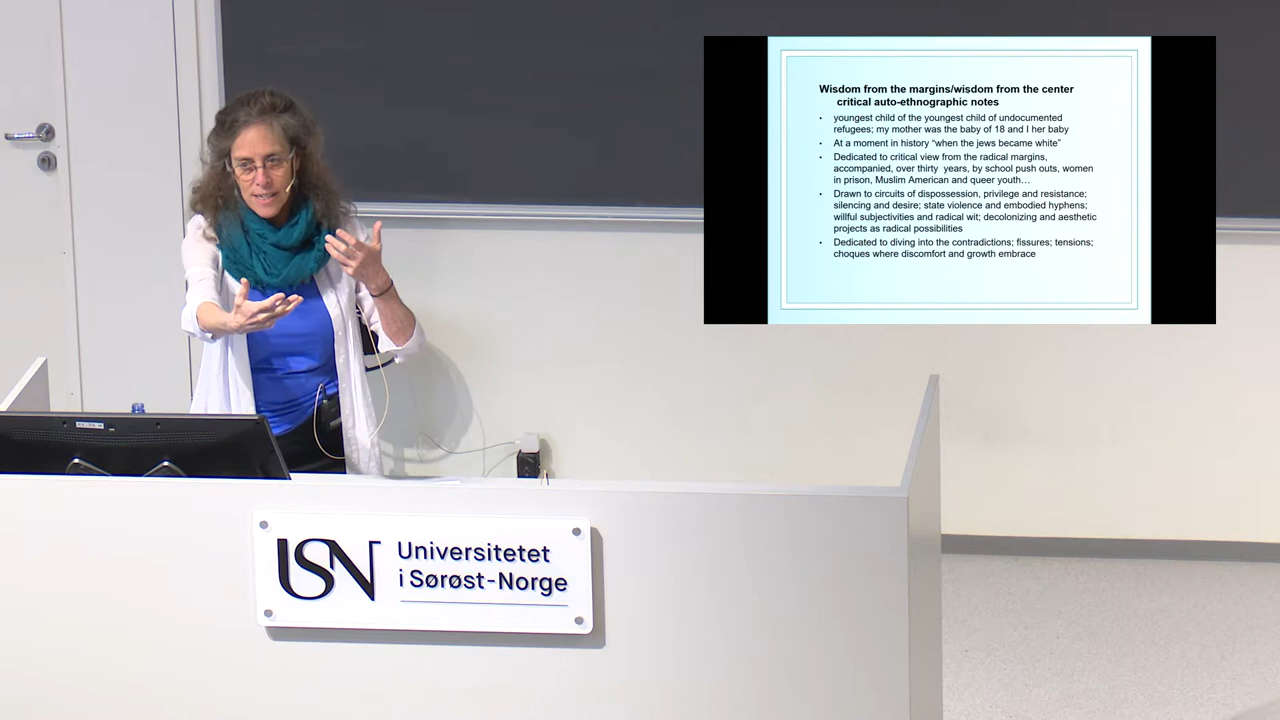 Wisdom from the margins/wisdom from the center
critical auto-ethnographic notes
• youngest child of the youngest child of undocumented
refugees; my mother was the baby of 18 and I her baby
• At a moment in history “when the jews became white”
• Dedicated to critical view from the radical margins,
accompanied, over thirty years, by school push outs, women
in prison, Muslim American and queer youth…
• Drawn to circuits of dispossession, privilege and resistance;
silencing and desire; state violence and embodied hyphens;
willful subjectivities and radical wit; decolonizing and aesthetic
projects as radical possibilities
• Dedicated to diving into the contradictions; fissures; tensions;
choques where discomfort and growth embrace
USN
Universitetet
i Sørøst-Norge